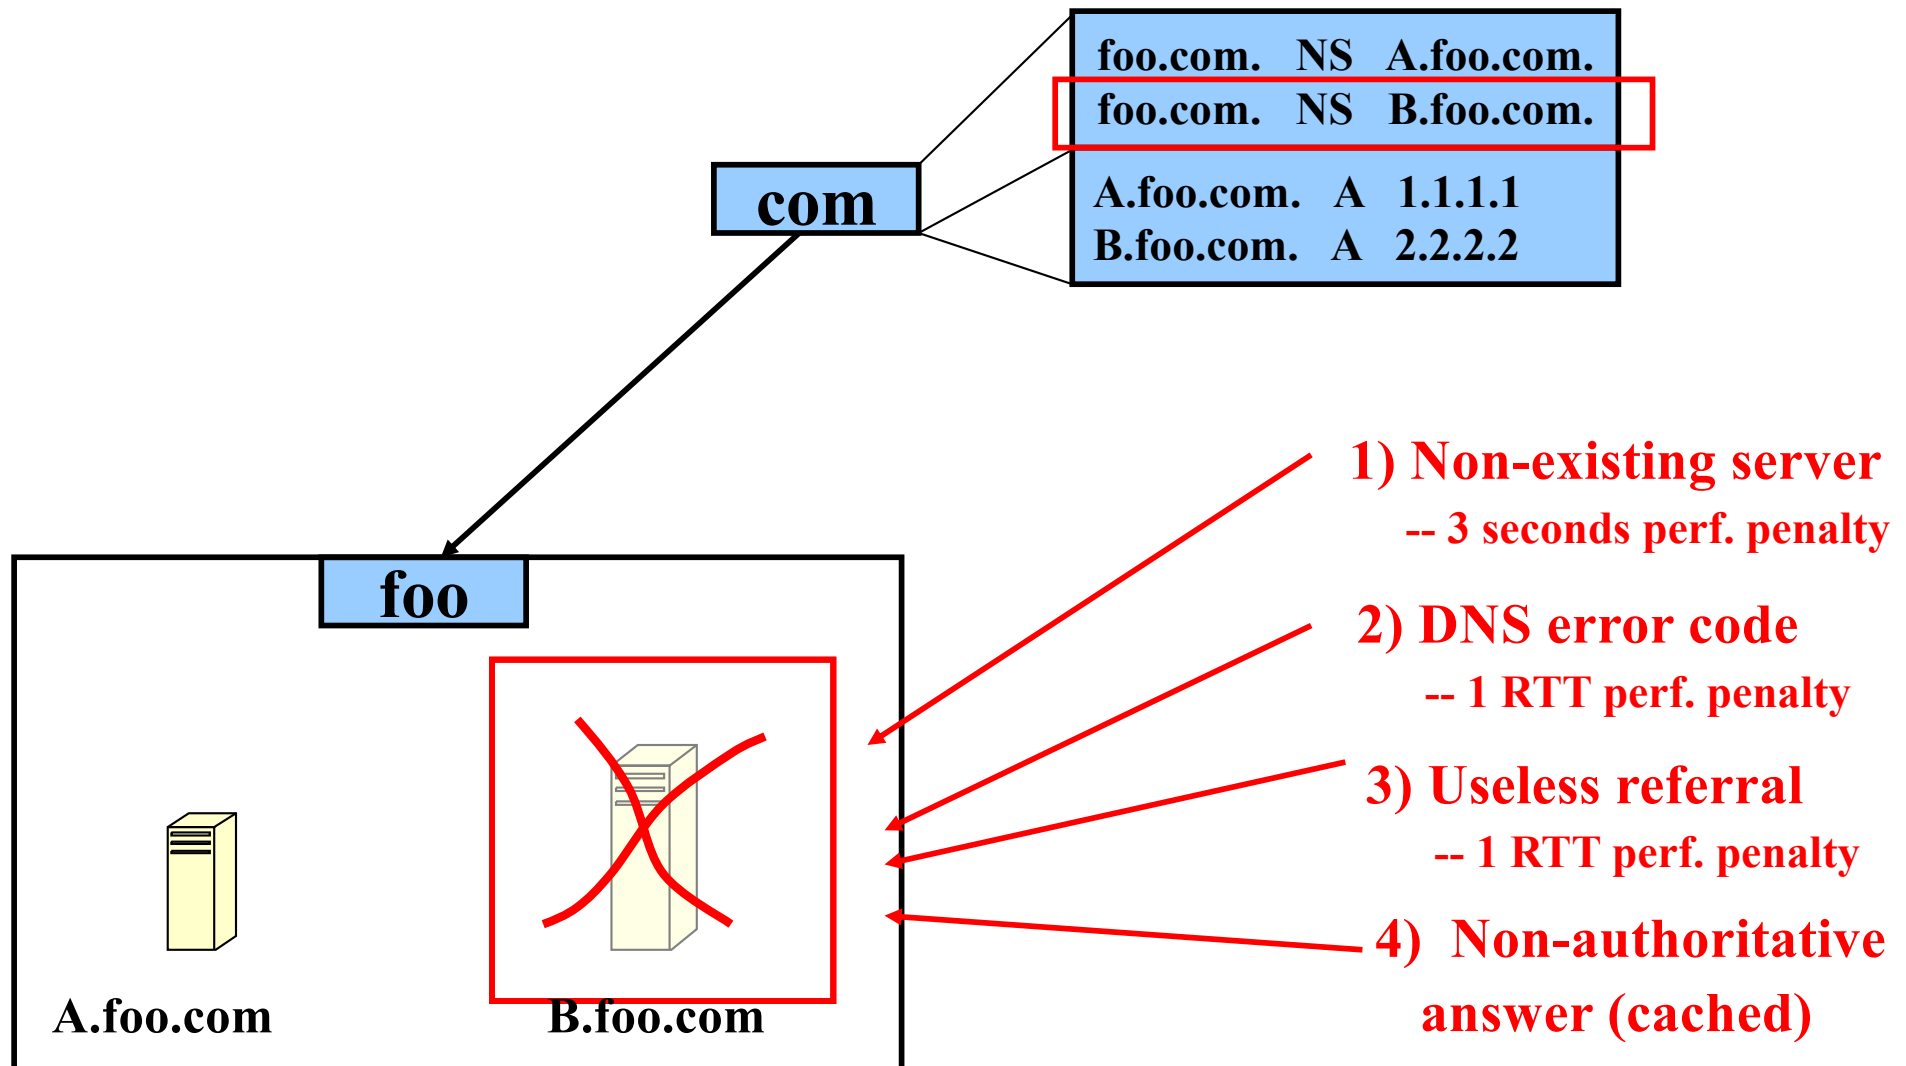 foo.com. NS A.foo.com.
foo.com. NS B.foo.com.
A.foo.com. A 1.1.1.1
B.foo.com. A 2.2.2.2
com
foo
A.foo.com
B.foo.com
1) Non-existing server
-- 3 seconds perf. penalty
2) DNS error code
-- 1 RTT perf. penalty
3) Useless referral
-- 1 RTT perf. penalty
4) Non-authoritative
answer (cached)